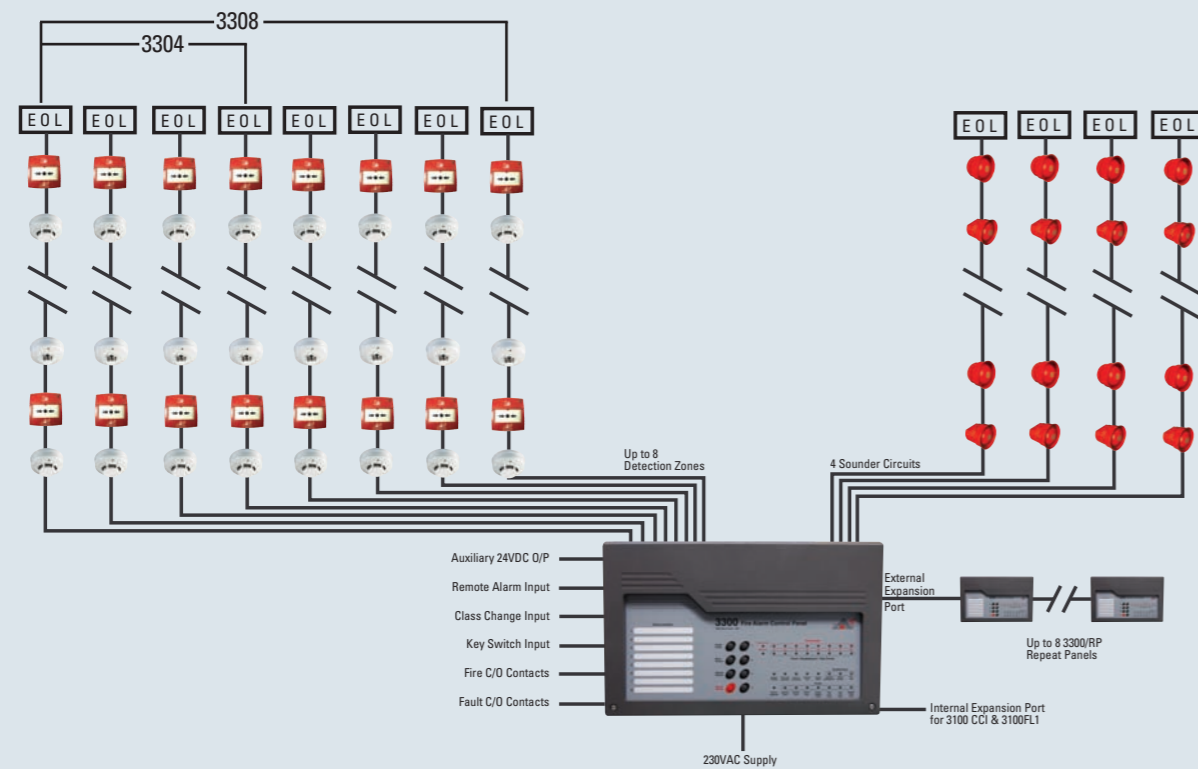 3308
3304
EOL EOL EOL EOL EOL EOL EOL EOL
EOL EOL EOL EOL
Up to 8
Detection Zones
4 Sounder Circuits
Auxiliary 24VDC O/P
Remote Alarm Input
Class Change Input
Key Switch Input
Fire C/O Contacts
Fault C/O Contacts
3300 Fire Alarm Control Panel
External
Expansion
Port
Up to 8 3300/RP
Repeat Panels
Internal Expansion Port
for 3100 CCI & 3100FL1
230VAC Supply